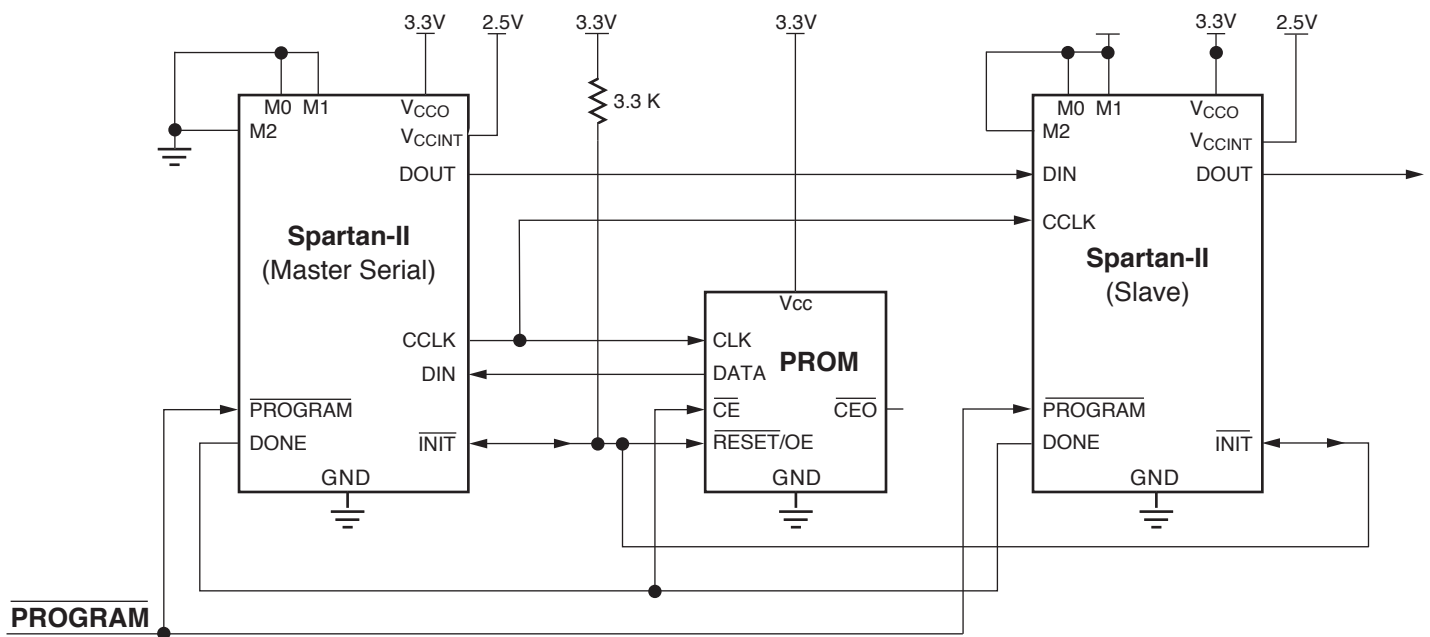 3.3V 2.5V 3.3V 3.3V 3.3V 2.5V
3.3 K
M0 M1 VCCO
M2
VCCINT
DOUT
Spartan-II
(Master Serial)
CCLK
DIN
PROGRAM
DONE
INIT
GND
Vcc
CLK
PROM
DATA
CE
CEO
RESET/OE
GND
M0 M1 VCCO
M2
VCCINT
DIN
DOUT
CCLK
Spartan-II
(Slave)
PROGRAM
DONE
INIT
GND
PROGRAM